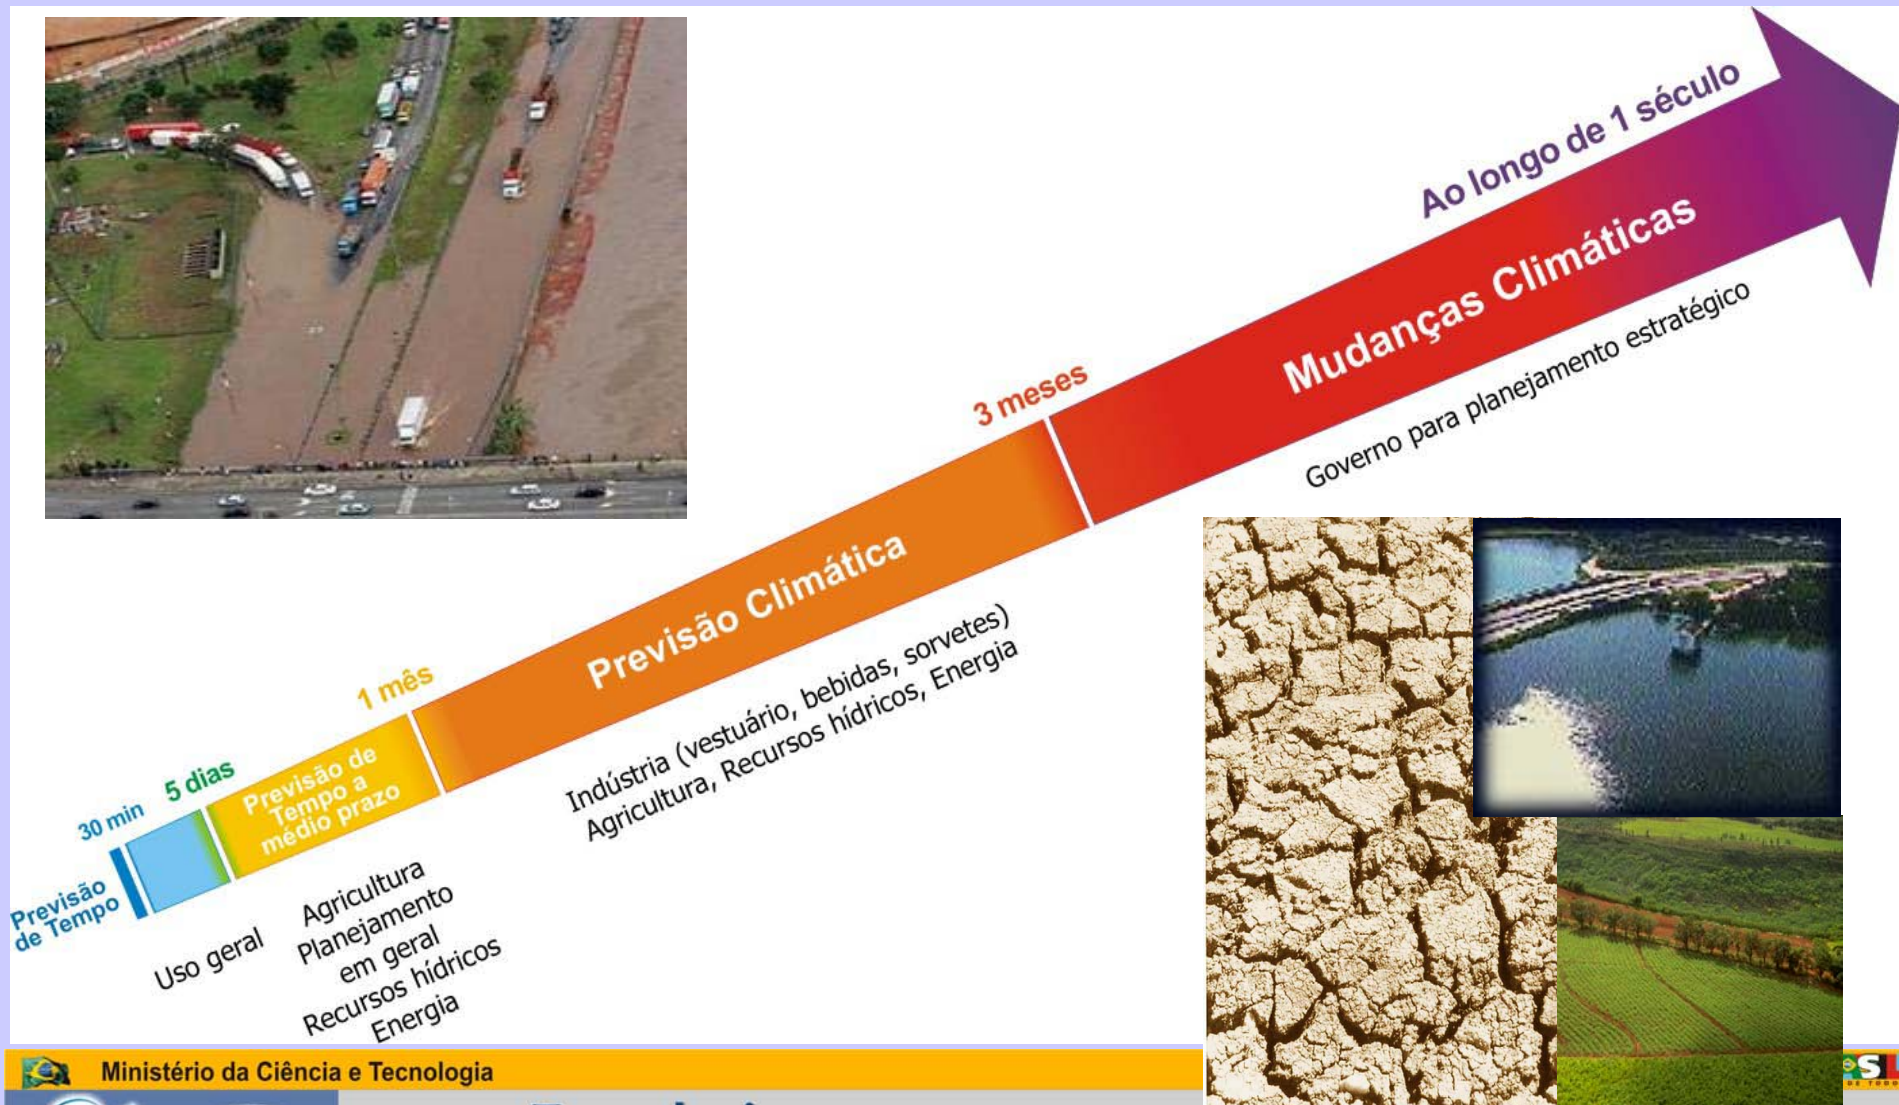 Ao longo de 1 século
Mudanças Climáticas
Governo para planejamento estratégico
3 meses
Previsão Climática
Indústria (vestuário, bebidas, sorvetes)
Agricultura, Recursos hídricos, Energia
1 mês
Previsão de
Tempo a
médio prazo
Agricultura
Planejamento
em geral
Recursos hídricos
Energia
5 dias
30 min
Previsão
de Tempo
Uso geral
Ministério da Ciência e Tecnologia